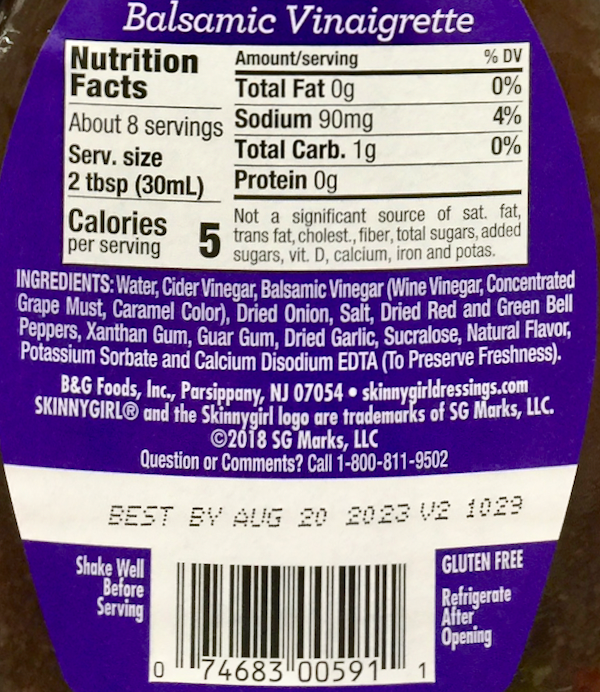 Balsamic Vinaigrette
Nutrition
Facts
About 8 servings
Serv. size
2 tbsp (30mL)
Calories
per serving
5
Amount/serving % DV
Total Fat 0g 0%
Sodium 90mg 4%
Total Carb. 1g 0%
Protein 0g
Not a significant source of sat. fat,
trans fat, cholest., fiber, total sugars, added
sugars, vit. D, calcium, iron and potas.
INGREDIENTS: Water, Cider Vinegar, Balsamic Vinegar (Wine Vinegar, Concentrated
Grape Must, Caramel Color), Dried Onion, Salt, Dried Red and Green Bell
Peppers, Xanthan Gum, Guar Gum, Dried Garlic, Sucralose, Natural Flavor,
Potassium Sorbate and Calcium Disodium EDTA (To Preserve Freshness).
B&G Foods, Inc., Parsippany, NJ 07054 • skinnygirldressings.com
SKINNYGIRL® and the Skinnygirl logo are trademarks of SG Marks, LLC.
©2018 SG Marks, LLC
Question or Comments? Call 1-800-811-9502
BEST BY AUG 20 2023 V2 1029
Shake Well
Before
Serving
0 74683 00591 1
GLUTEN FREE
Refrigerate
After
Opening